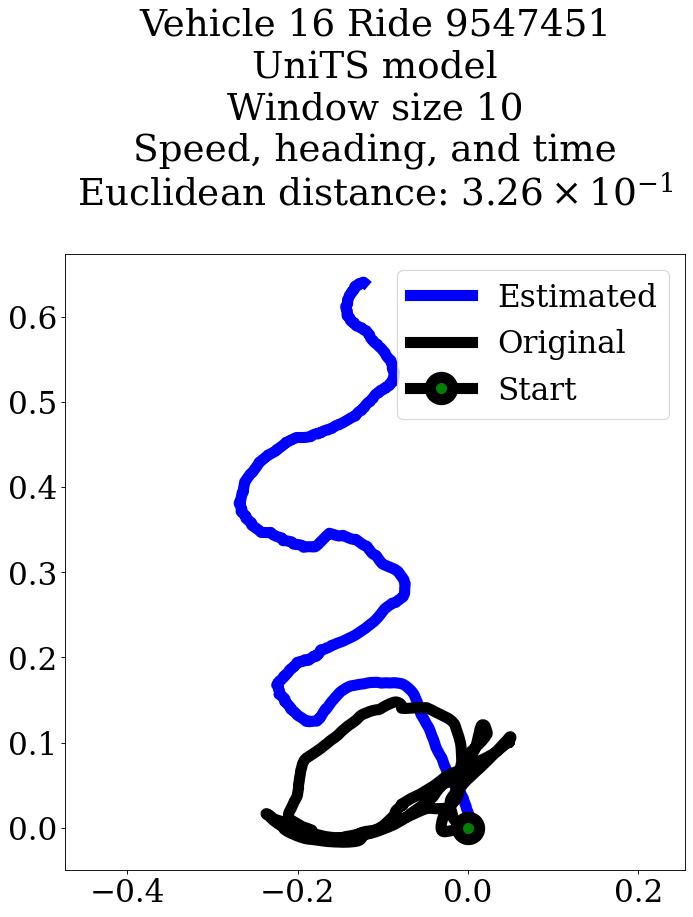 Vehicle 16 Ride 9547451
UniTS model
Window size 10
Speed, heading, and time
Euclidean distance: 3.26 × 10⁻¹
Estimated
Original
Start
0.6
0.5
0.4
0.3
0.2
0.1
0.0
−0.4 −0.2 0.0 0.2